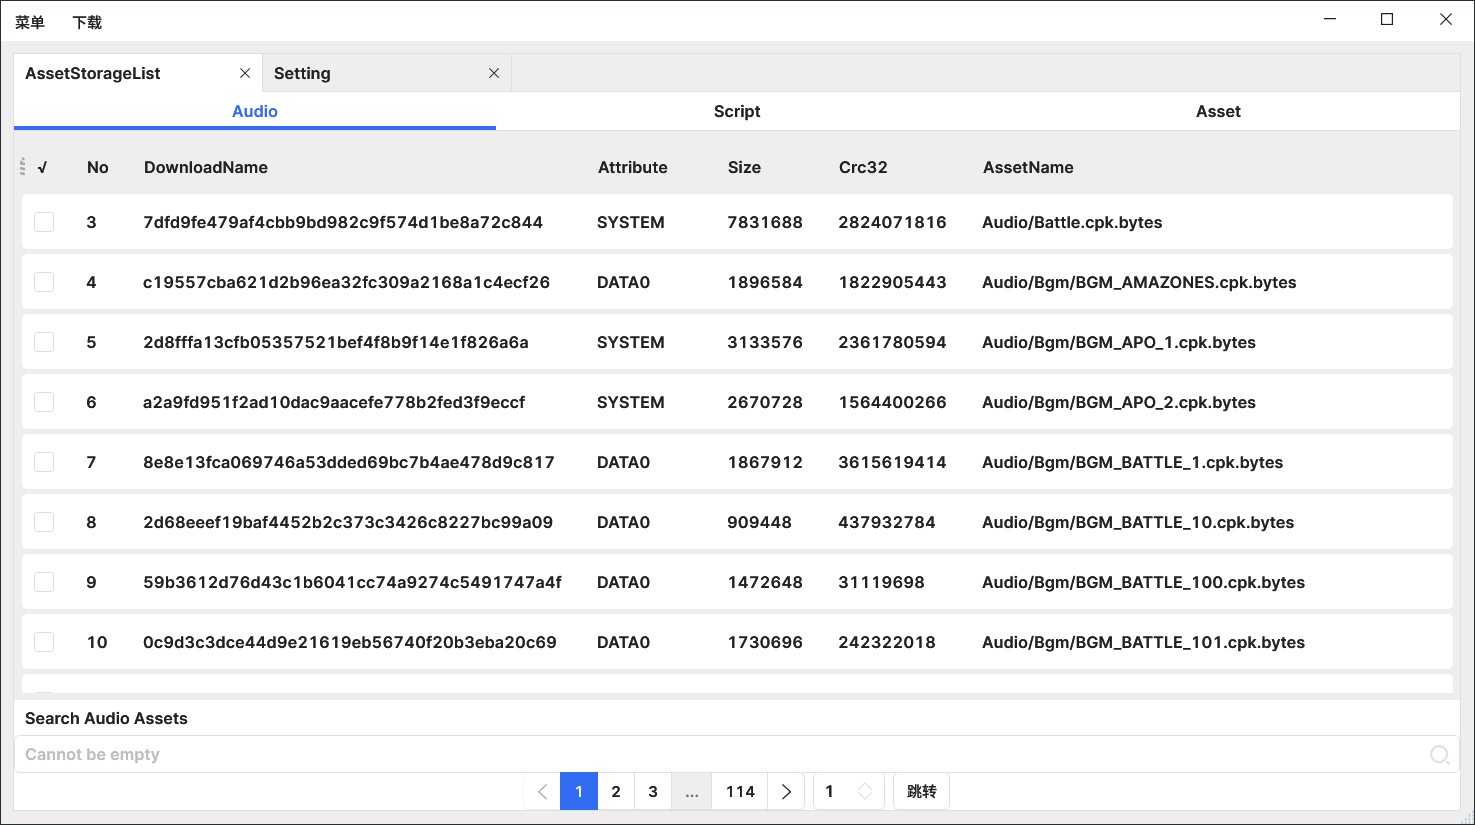 菜单 下载
AssetStorageList Setting
Audio Script Asset
√ No DownloadName Attribute Size Crc32 AssetName
3 7dfd9fe479af4cbb9bd982c9f574d1be8a72c844 SYSTEM 7831688 2824071816 Audio/Battle.cpk.bytes
4 c19557cba621d2b96ea32fc309a2168a1c4ecf26 DATA0 1896584 1822905443 Audio/Bgm/BGM_AMAZONES.cpk.bytes
5 2d8fffa13cfb05357521bef4f8b9f14e1f826a6a SYSTEM 3133576 2361780594 Audio/Bgm/BGM_APO_1.cpk.bytes
6 a2a9fd951f2ad10dac9aacefe778b2fed3f9eccf SYSTEM 2670728 1564400266 Audio/Bgm/BGM_APO_2.cpk.bytes
7 8e8e13fca069746a53dded69bc7b4ae478d9c817 DATA0 1867912 3615619414 Audio/Bgm/BGM_BATTLE_1.cpk.bytes
8 2d68eeef19baf4452b2c373c3426c8227bc99a09 DATA0 909448 437932784 Audio/Bgm/BGM_BATTLE_10.cpk.bytes
9 59b3612d76d43c1b6041cc74a9274c5491747a4f DATA0 1472648 31119698 Audio/Bgm/BGM_BATTLE_100.cpk.bytes
10 0c9d3c3dce44d9e21619eb56740f20b3eba20c69 DATA0 1730696 242322018 Audio/Bgm/BGM_BATTLE_101.cpk.bytes
Search Audio Assets
Cannot be empty
1 2 3 ... 114 1 跳转